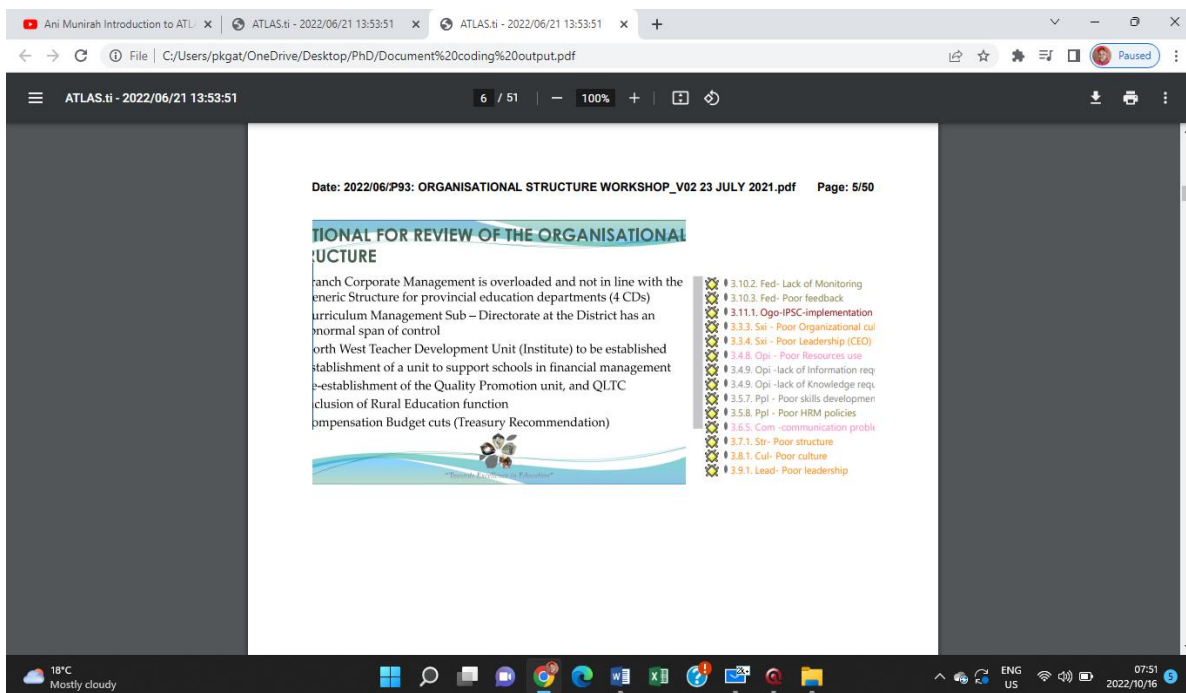 Ani Munirah Introduction to ATL
ATLAS.ti - 2022/06/21 13:53:51
ATLAS.ti - 2022/06/21 13:53:51
File | C:/Users/pkgat/OneDrive/Desktop/PhD/Document%20coding%20output.pdf
Paused
ATLAS.ti - 2022/06/21 13:53:51
6 / 51
100%
Date: 2022/06/ P93: ORGANISATIONAL STRUCTURE WORKSHOP_V02 23 JULY 2021.pdf Page: 5/50
TIONAL FOR REVIEW OF THE ORGANISATIONAL
UCTURE
ranch Corporate Management is overloaded and not in line with the
eneric Structure for provincial education departments (4 CDs)
urriculum Management Sub – Directorate at the District has an
bnormal span of control
orth West Teacher Development Unit (Institute) to be established
stablishment of a unit to support schools in financial management
e-establishment of the Quality Promotion unit, and QLTC
clusion of Rural Education function
ompensation Budget cuts (Treasury Recommendation)
"Towards Excellence in Education"
3.10.2. Fed- Lack of Monitoring
3.10.3. Fed- Poor feedback
3.11.1. Ogo-IPSC-implementation
3.3.3. Sxi - Poor Organizational cul
3.3.4. Sxi - Poor Leadership (CEO)
3.4.8. Opi - Poor Resources use
3.4.9. Opi -lack of Information req
3.4.9. Opi -lack of Knowledge requ
3.5.7. Ppl - Poor skills developmen
3.5.8. Ppl - Poor HRM policies
3.6.5. Com -communication proble
3.7.1. Str- Poor structure
3.8.1. Cul- Poor culture
3.9.1. Lead- Poor leadership
18°C
Mostly cloudy
ENG
US
07:51
2022/10/16
5